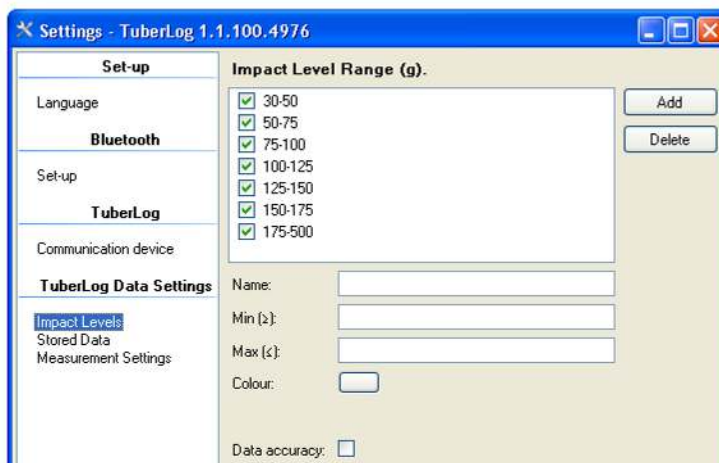 Settings - TuberLog 1.1.100.4976
Set-up
Language
Bluetooth
Set-up
TuberLog
Communication device
TuberLog Data Settings
Impact Levels
Stored Data
Measurement Settings
Impact Level Range (g).
30-50
50-75
75-100
100-125
125-150
150-175
175-500
Add
Delete
Name:
Min (≥):
Max (≤):
Colour:
Data accuracy: